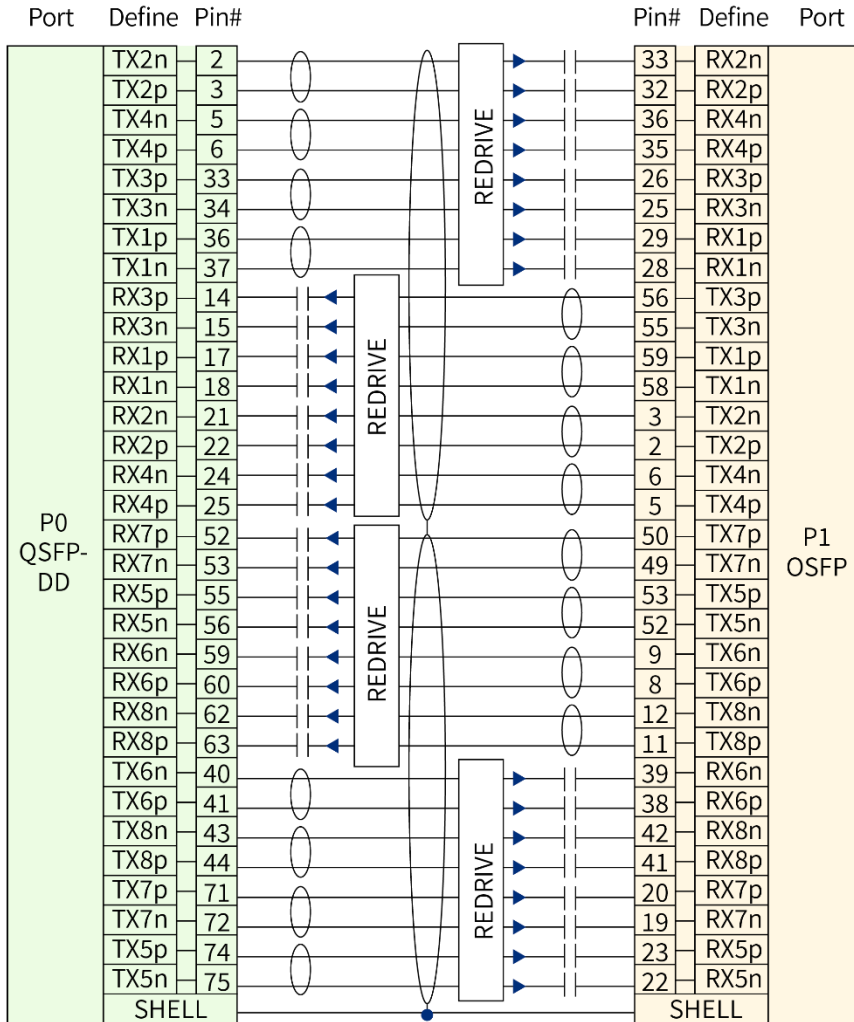 Port Define Pin# Pin# Define Port
TX2n 2 33 RX2n
TX2p 3 32 RX2p
TX4n 5 36 RX4n
TX4p 6 35 RX4p
TX3p 33 26 RX3p
TX3n 34 25 RX3n
TX1p 36 29 RX1p
TX1n 37 28 RX1n
REDRIVE
RX3p 14 56 TX3p
RX3n 15 55 TX3n
RX1p 17 59 TX1p
RX1n 18 58 TX1n
RX2n 21 3 TX2n
RX2p 22 2 TX2p
RX4n 24 6 TX4n
RX4p 25 5 TX4p
REDRIVE
P0
QSFP-
DD
P1
OSFP
RX7p 52 50 TX7p
RX7n 53 49 TX7n
RX5p 55 53 TX5p
RX5n 56 52 TX5n
RX6n 59 9 TX6n
RX6p 60 8 TX6p
RX8n 62 12 TX8n
RX8p 63 11 TX8p
REDRIVE
TX6n 40 39 RX6n
TX6p 41 38 RX6p
TX8n 43 42 RX8n
TX8p 44 41 RX8p
TX7p 71 20 RX7p
TX7n 72 19 RX7n
TX5p 74 23 RX5p
TX5n 75 22 RX5n
REDRIVE
SHELL SHELL